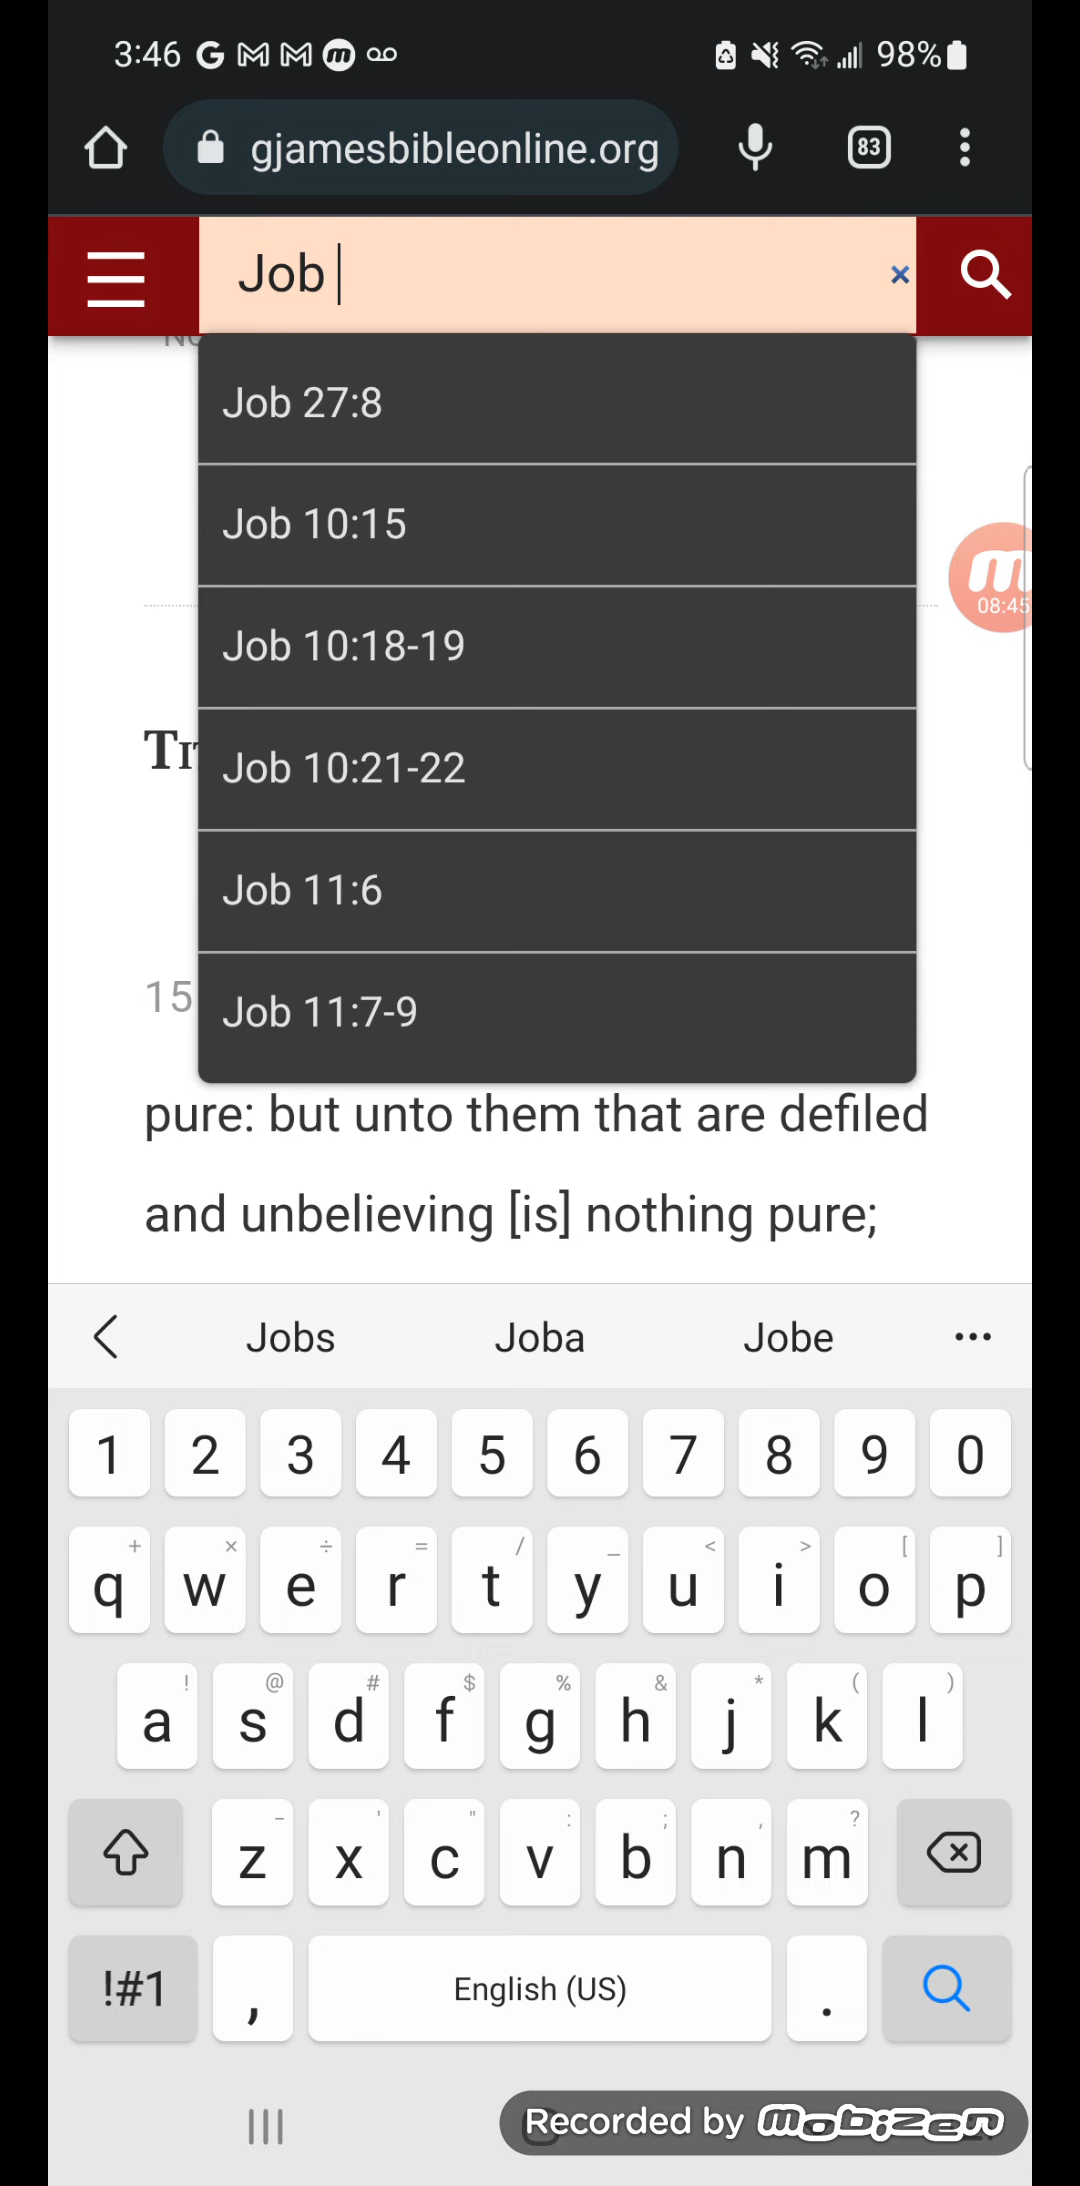 3:46 G M M m 98%
gjamesbibleonline.org 83
Job ×
Job 27:8
Job 10:15
m
08:45
Job 10:18-19
Job 10:21-22
Job 11:6
15
Job 11:7-9
pure: but unto them that are defiled
and unbelieving [is] nothing pure;
Jobs Joba Jobe ...
1 2 3 4 5 6 7 8 9 0
+ × ÷ = / _ < > [ ]
q w e r t y u i o p
! @ # $ % & * ( )
a s d f g h j k l
- ' " : ; , ?
z x c v b n m
!#1 , English (US) .
Recorded by mobizen